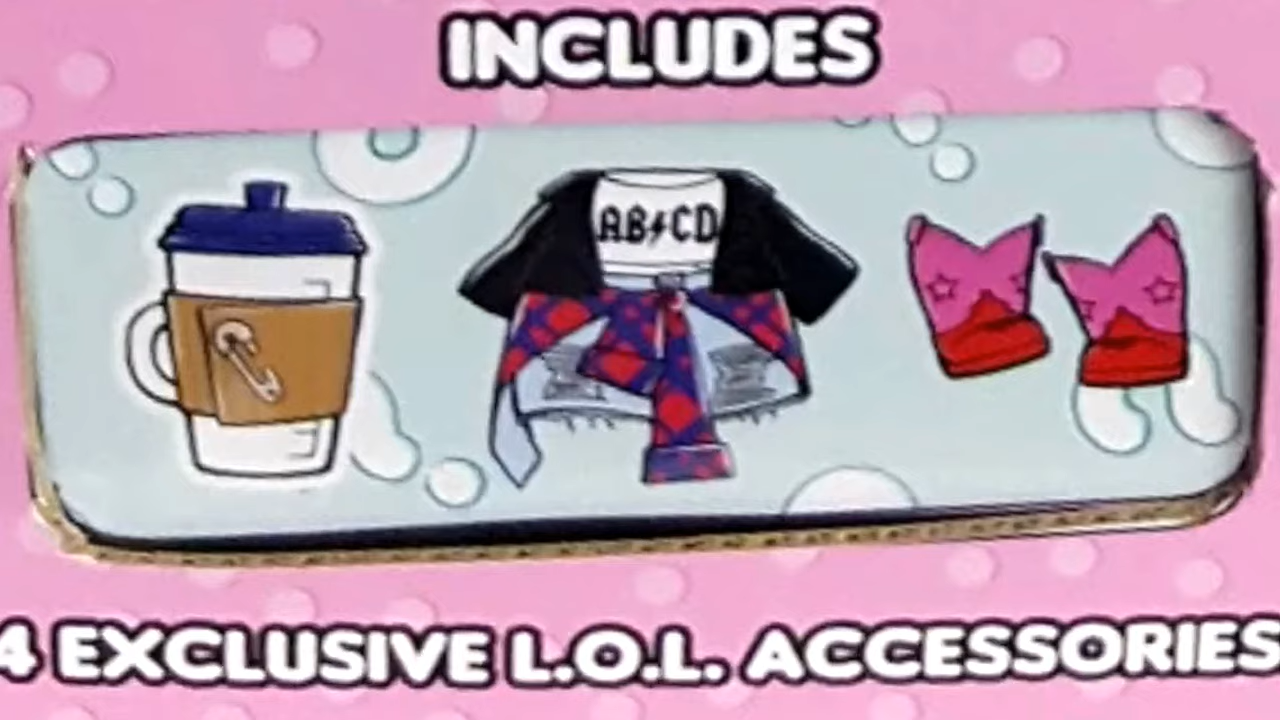 INCLUDES
AB⚡CD
4 EXCLUSIVE L.O.L. ACCESSORIES